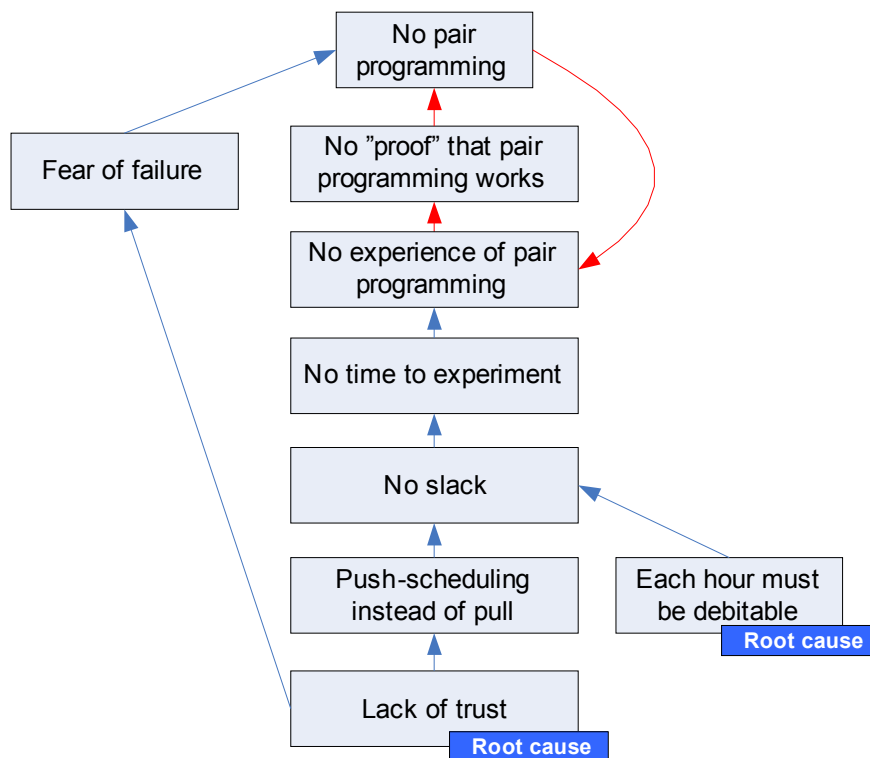 No pair
programming
No ”proof” that pair
programming works
Fear of failure
No experience of pair
programming
No time to experiment
No slack
Push-scheduling
instead of pull
Each hour must
be debitable
Root cause
Lack of trust
Root cause